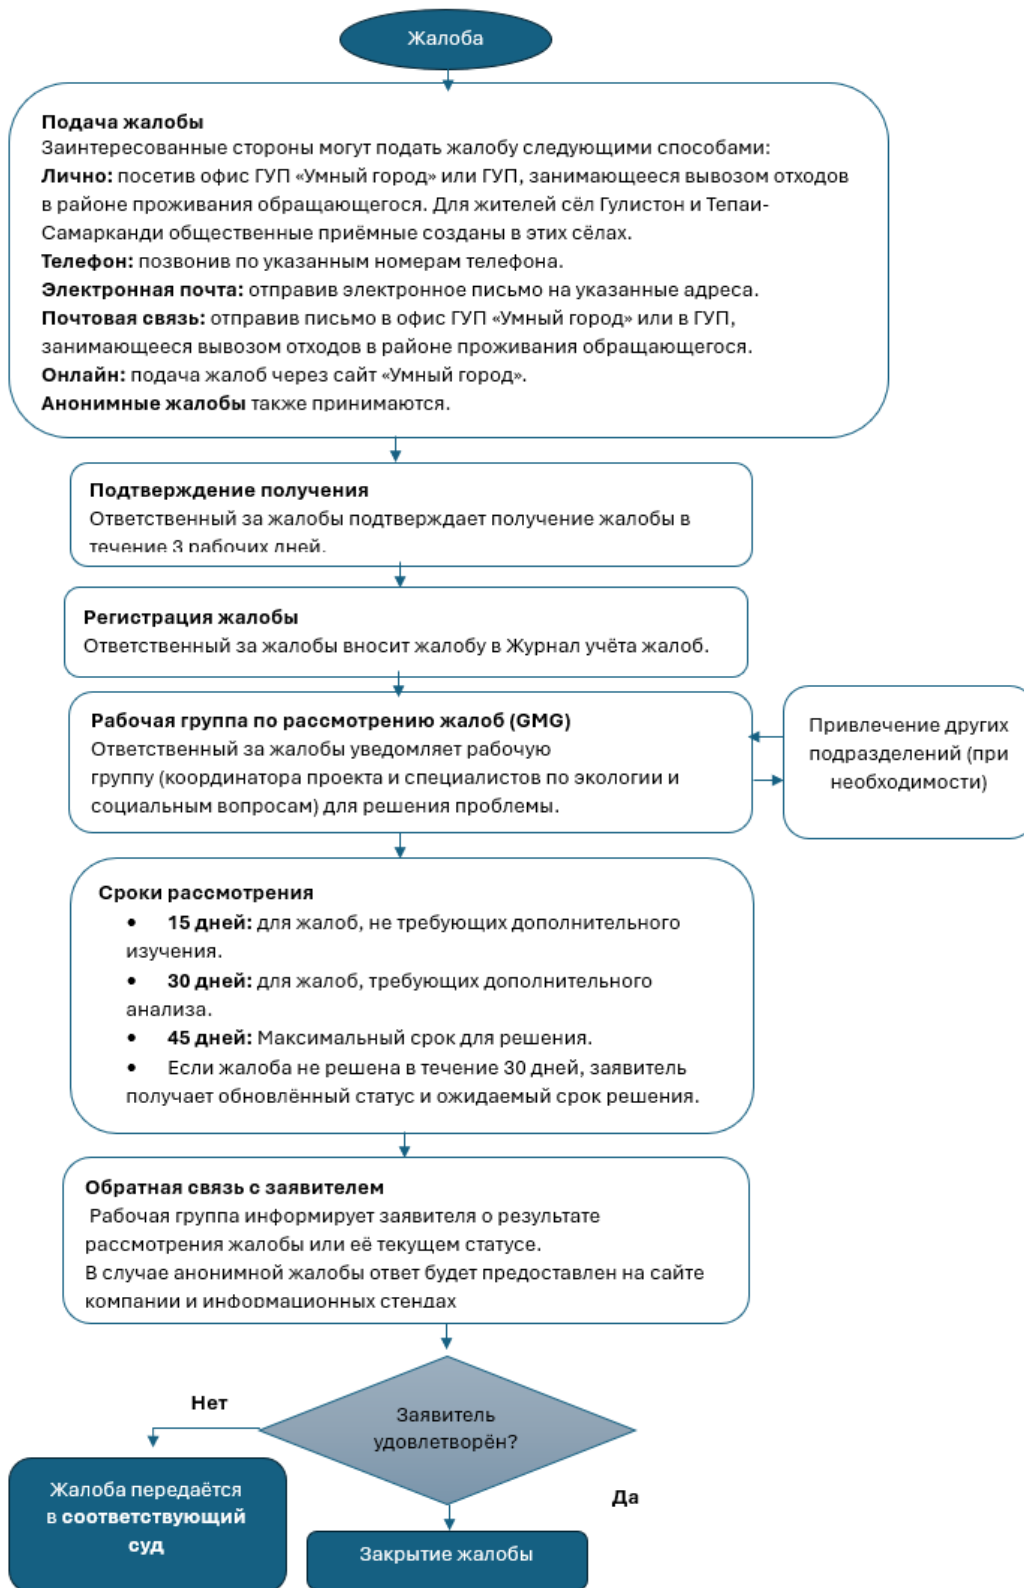 Жалоба
Подача жалобы
Заинтересованные стороны могут подать жалобу следующими способами:
Лично: посетив офис ГУП «Умный город» или ГУП, занимающееся вывозом отходов
в районе проживания обращающегося. Для жителей сёл Гулистон и Тепаи-
Самарканди общественные приёмные созданы в этих сёлах.
Телефон: позвонив по указанным номерам телефона.
Электронная почта: отправив электронное письмо на указанные адреса.
Почтовая связь: отправив письмо в офис ГУП «Умный город» или в ГУП,
занимающееся вывозом отходов в районе проживания обращающегося.
Онлайн: подача жалоб через сайт «Умный город».
Анонимные жалобы также принимаются.
Подтверждение получения
Ответственный за жалобы подтверждает получение жалобы в
течение 3 рабочих дней.
Регистрация жалобы
Ответственный за жалобы вносит жалобу в Журнал учёта жалоб.
Рабочая группа по рассмотрению жалоб (GMG)
Ответственный за жалобы уведомляет рабочую
группу (координатора проекта и специалистов по экологии и
социальным вопросам) для решения проблемы.
Привлечение других
подразделений (при
необходимости)
Сроки рассмотрения
• 15 дней: для жалоб, не требующих дополнительного
изучения.
• 30 дней: для жалоб, требующих дополнительного
анализа.
• 45 дней: Максимальный срок для решения.
• Если жалоба не решена в течение 30 дней, заявитель
получает обновлённый статус и ожидаемый срок решения.
Обратная связь с заявителем
Рабочая группа информирует заявителя о результате
рассмотрения жалобы или её текущем статусе.
В случае анонимной жалобы ответ будет предоставлен на сайте
компании и информационных стендах
Заявитель
удовлетворён?
Нет
Да
Жалоба передаётся
в соответствующий
суд
Закрытие жалобы